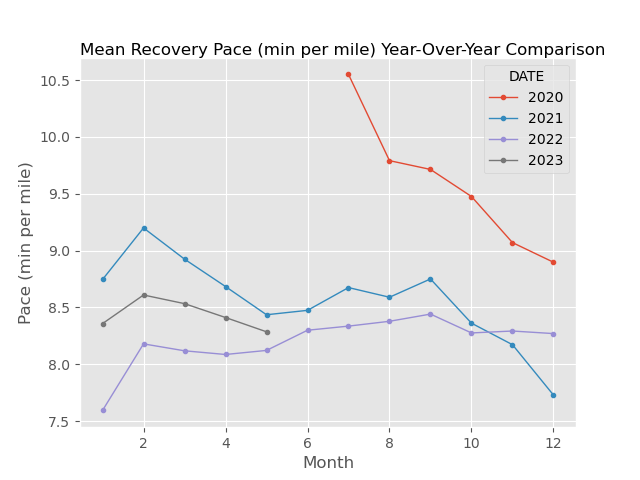 Mean Recovery Pace (min per mile) Year-Over-Year Comparison
DATE
2020
2021
2022
2023
10.5
10.0
9.5
9.0
8.5
8.0
7.5
Pace (min per mile)
2 4 6 8 10 12
Month